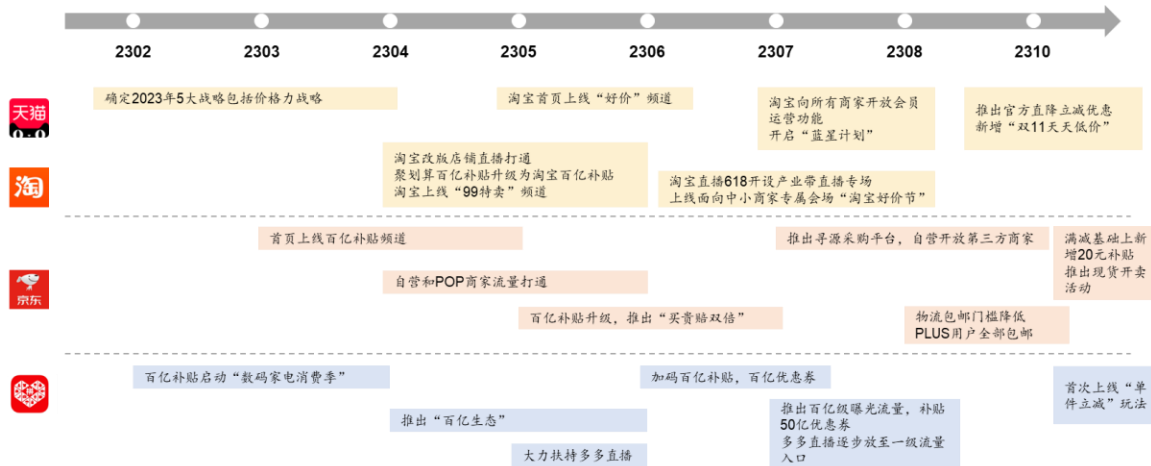 2302
2303
2304
2305
2306
2307
2308
2310
天猫
确定2023年5大战略包括价格力战略
淘宝首页上线“好价”频道
淘宝向所有商家开放会员
运营功能
开启“蓝星计划”
推出官方直降立减优惠
新增“双11天天低价”
淘
淘宝改版店铺直播打通
聚划算百亿补贴升级为淘宝百亿补贴
淘宝上线“99特卖”频道
淘宝直播618开设产业带直播专场
上线面向中小商家专属会场“淘宝好价节”
京东
首页上线百亿补贴频道
推出寻源采购平台，自营开放第三方商家
满减基础上新
增20元补贴
推出现货开卖
活动
自营和POP商家流量打通
百亿补贴升级，推出“买贵赔双倍”
物流包邮门槛降低
PLUS用户全部包邮
百亿补贴启动“数码家电消费季”
加码百亿补贴，百亿优惠券
首次上线“单
件立减”玩法
推出“百亿生态”
推出百亿级曝光流量，补贴
50亿优惠券
多多直播逐步放至一级流量
入口
大力扶持多多直播